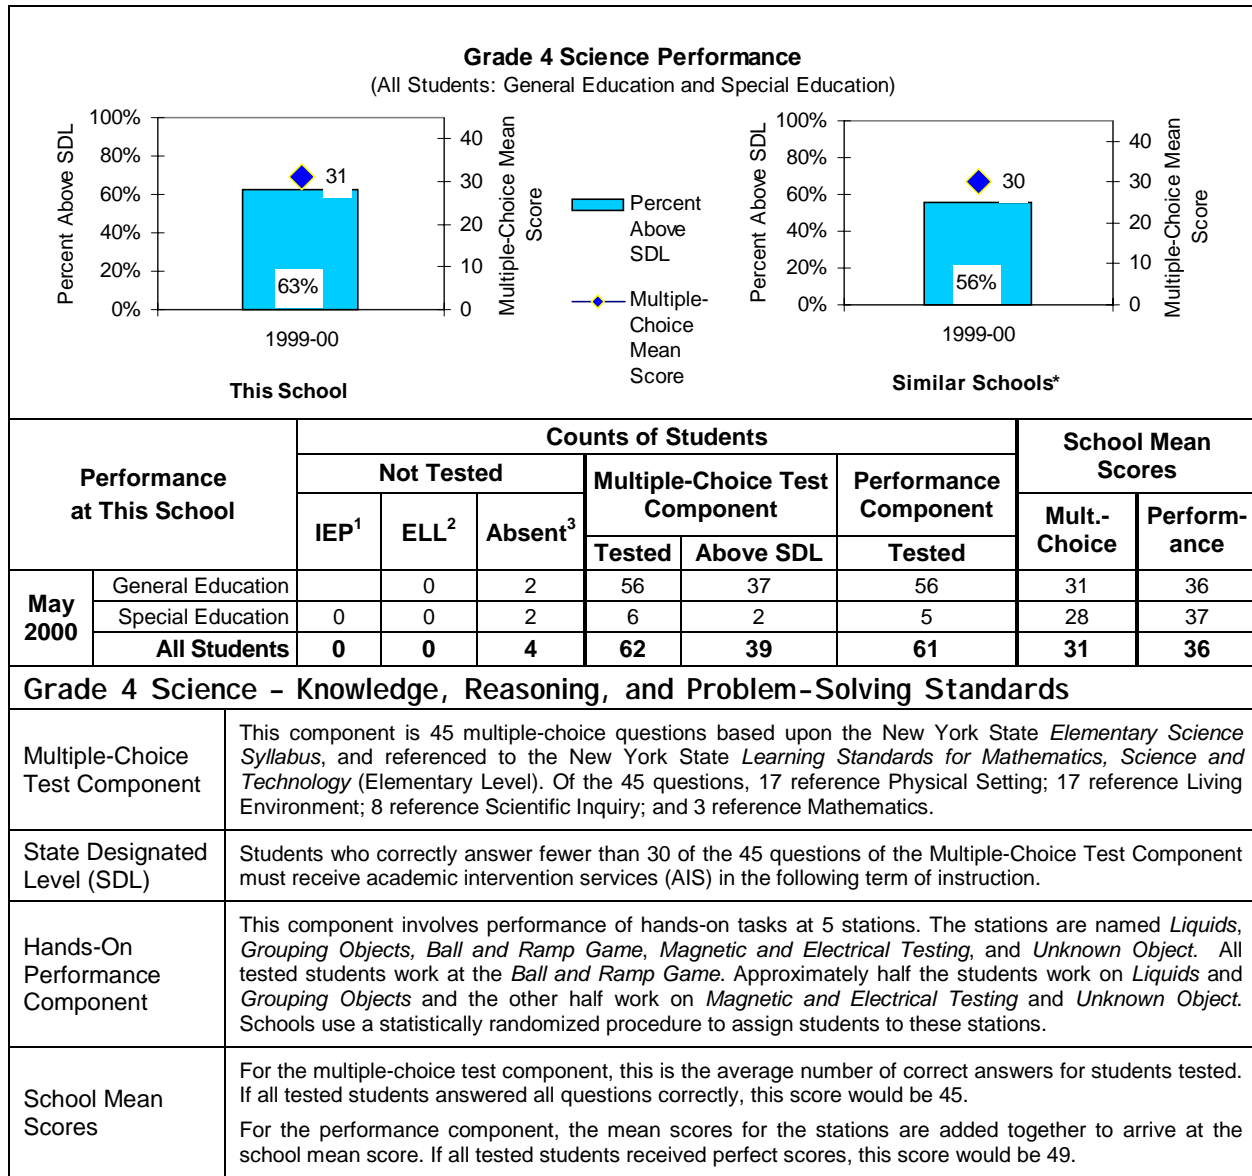 Grade 4 Science Performance
(All Students: General Education and Special Education)
Percent Above SDL
100%
80%
60%
40%
20%
0%
31
63%
1999-00
40
30
20
10
0
Multiple-Choice Mean
Score
This School
Percent
Above
SDL
Multiple-
Choice
Mean
Score
Percent Above SDL
100%
80%
60%
40%
20%
0%
30
56%
1999-00
40
30
20
10
0
Multiple-Choice Mean
Score
Similar Schools*
Performance
at This School
Counts of Students
School Mean
Scores
Not Tested
Multiple-Choice Test
Component
Performance
Component
IEP1
ELL2
Absent3
Mult.-
Choice
Perform-
ance
Tested
Above SDL
Tested
May
2000
General Education 0 2 56 37 56 31 36
Special Education 0 0 2 6 2 5 28 37
All Students 0 0 4 62 39 61 31 36
Grade 4 Science – Knowledge, Reasoning, and Problem-Solving Standards
Multiple-Choice
Test Component
This component is 45 multiple-choice questions based upon the New York State Elementary Science
Syllabus, and referenced to the New York State Learning Standards for Mathematics, Science and
Technology (Elementary Level). Of the 45 questions, 17 reference Physical Setting; 17 reference Living
Environment; 8 reference Scientific Inquiry; and 3 reference Mathematics.
State Designated
Level (SDL)
Students who correctly answer fewer than 30 of the 45 questions of the Multiple-Choice Test Component
must receive academic intervention services (AIS) in the following term of instruction.
Hands-On
Performance
Component
This component involves performance of hands-on tasks at 5 stations. The stations are named Liquids,
Grouping Objects, Ball and Ramp Game, Magnetic and Electrical Testing, and Unknown Object. All
tested students work at the Ball and Ramp Game. Approximately half the students work on Liquids and
Grouping Objects and the other half work on Magnetic and Electrical Testing and Unknown Object.
Schools use a statistically randomized procedure to assign students to these stations.
School Mean
Scores
For the multiple-choice test component, this is the average number of correct answers for students tested.
If all tested students answered all questions correctly, this score would be 45.
For the performance component, the mean scores for the stations are added together to arrive at the
school mean score. If all tested students received perfect scores, this score would be 49.